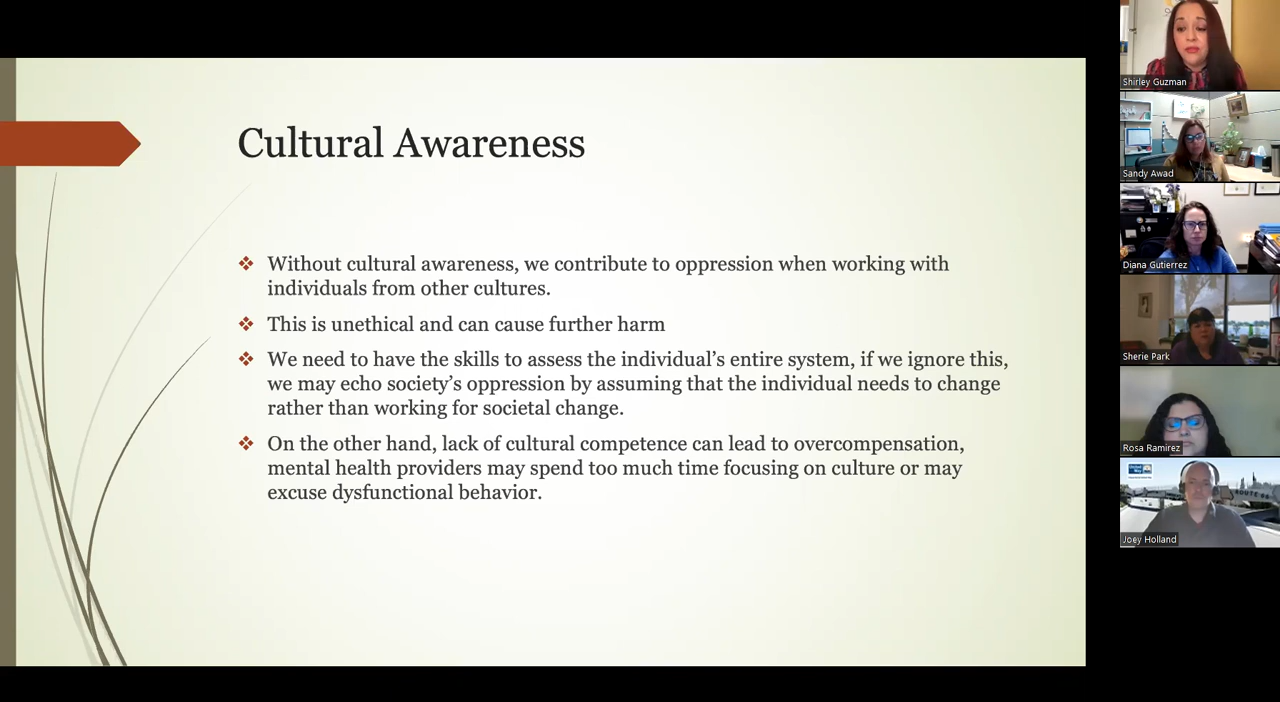 Cultural Awareness
Without cultural awareness, we contribute to oppression when working with
individuals from other cultures.
This is unethical and can cause further harm
We need to have the skills to assess the individual’s entire system, if we ignore this,
we may echo society’s oppression by assuming that the individual needs to change
rather than working for societal change.
On the other hand, lack of cultural competence can lead to overcompensation,
mental health providers may spend too much time focusing on culture or may
excuse dysfunctional behavior.
Shirley Guzman
Sandy Awad
Diana Gutierrez
Sherie Park
Rosa Ramirez
United
Way
ROUTE 66
Joey Holland